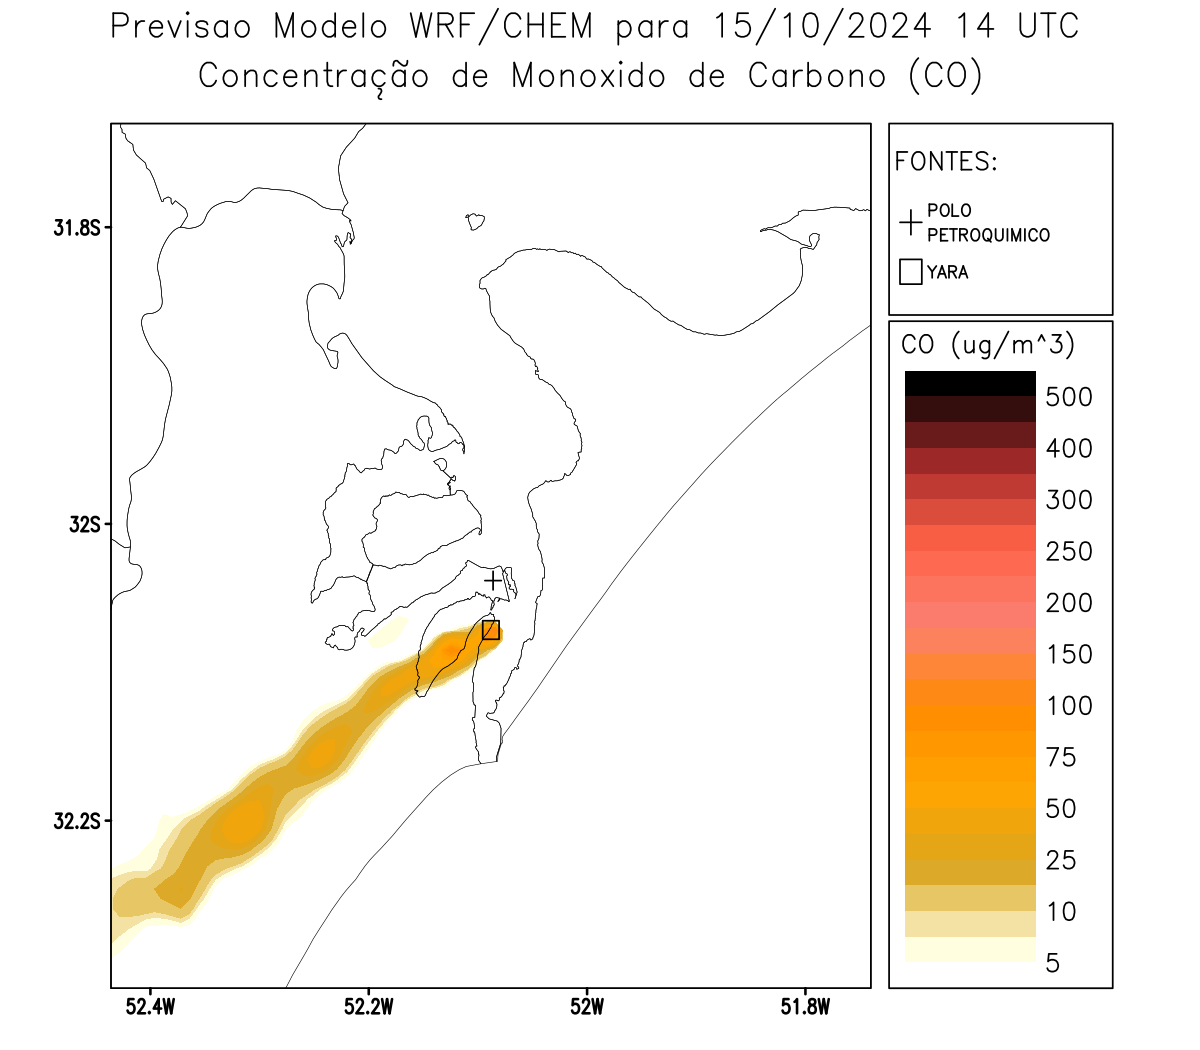 Previsao Modelo WRF/CHEM para 15/10/2024 14 UTC
Concentração de Monoxido de Carbono (CO)
FONTES:
POLO
PETROQUIMICO
YARA
CO (ug/m^3)
500
400
300
250
200
150
100
75
50
25
10
5
31.8S
32S
32.2S
52.4W
52.2W
52W
51.8W